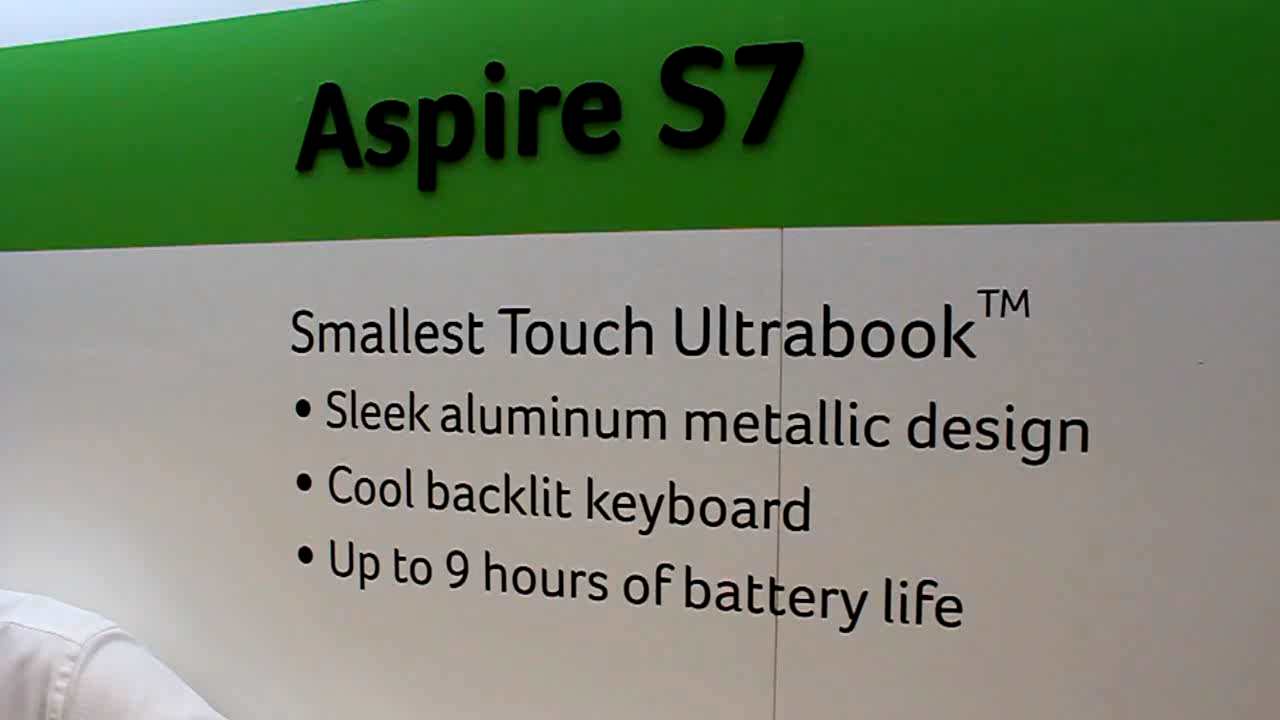 Aspire S7
Smallest Touch Ultrabook™
• Sleek aluminum metallic design
• Cool backlit keyboard
• Up to 9 hours of battery life